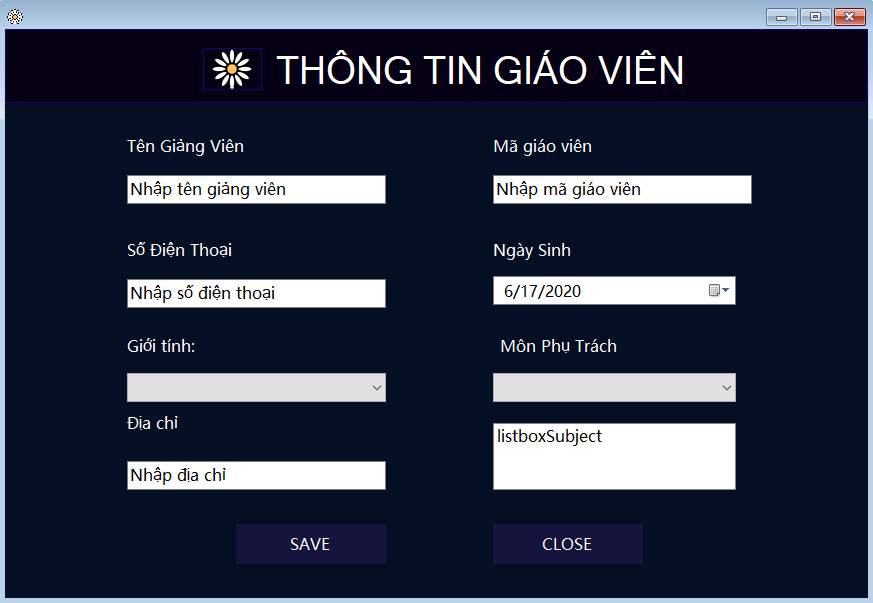 THÔNG TIN GIÁO VIÊN
Tên Giảng Viên
Mã giáo viên
Nhập tên giảng viên
Nhập mã giáo viên
Số Điện Thoại
Ngày Sinh
Nhập số điện thoại
6/17/2020
Giới tính:
Môn Phụ Trách
Địa chỉ
listboxSubject
Nhập địa chỉ
SAVE
CLOSE